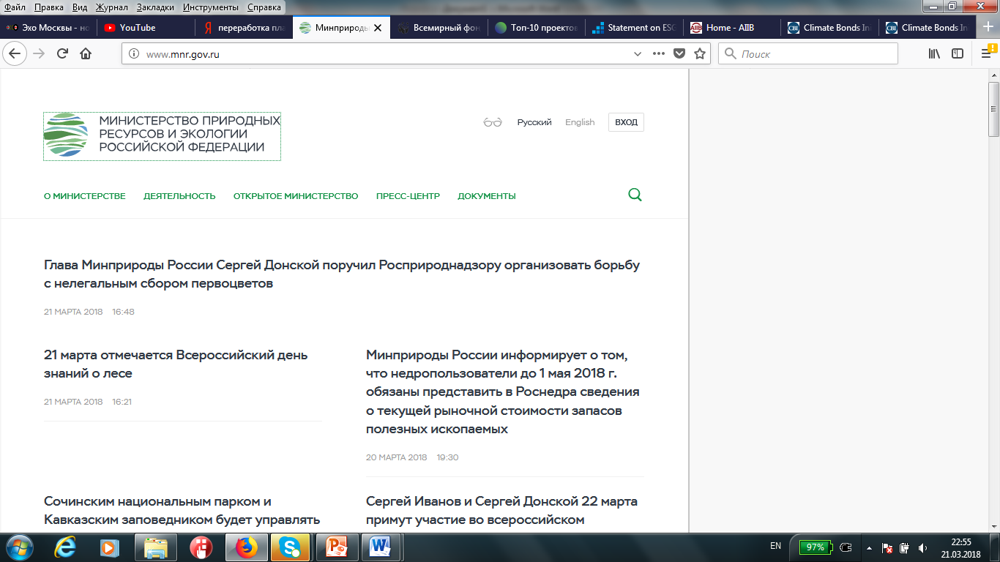 Файл Правка Вид Журнал Закладки Инструменты Справка
Эхо Москвы - но YouTube переработка пла Минприроды Всемирный фон Топ-10 проектов Statement on ESG Home - AIIB Climate Bonds In Climate Bonds In
www.mnr.gov.ru Поиск
МИНИСТЕРСТВО ПРИРОДНЫХ
РЕСУРСОВ И ЭКОЛОГИИ
РОССИЙСКОЙ ФЕДЕРАЦИИ
Русский English ВХОД
О МИНИСТЕРСТВЕ ДЕЯТЕЛЬНОСТЬ ОТКРЫТОЕ МИНИСТЕРСТВО ПРЕСС-ЦЕНТР ДОКУМЕНТЫ
Глава Минприроды России Сергей Донской поручил Росприроднадзору организовать борьбу
с нелегальным сбором первоцветов
21 МАРТА 2018 16:48
21 марта отмечается Всероссийский день
знаний о лесе
21 МАРТА 2018 16:21
Минприроды России информирует о том,
что недропользователи до 1 мая 2018 г.
обязаны представить в Роснедра сведения
о текущей рыночной стоимости запасов
полезных ископаемых
20 МАРТА 2018 19:30
Сочинским национальным парком и
Кавказским заповедником будет управлять
Сергей Иванов и Сергей Донской 22 марта
примут участие во всероссийском
EN 97% 22:55
21.03.2018